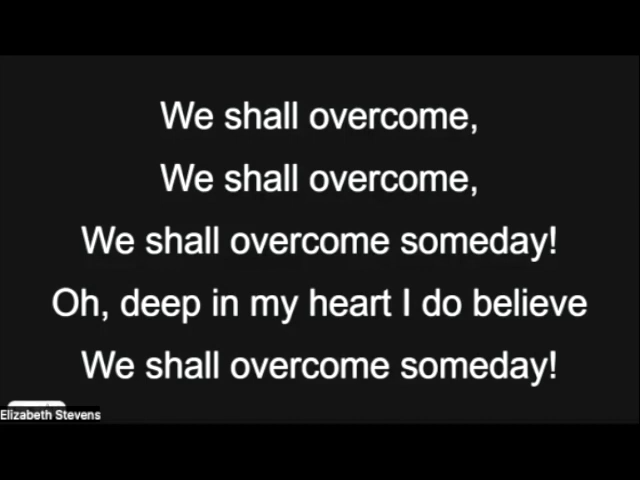 We shall overcome,
We shall overcome,
We shall overcome someday!
Oh, deep in my heart I do believe
We shall overcome someday!
Elizabeth Stevens